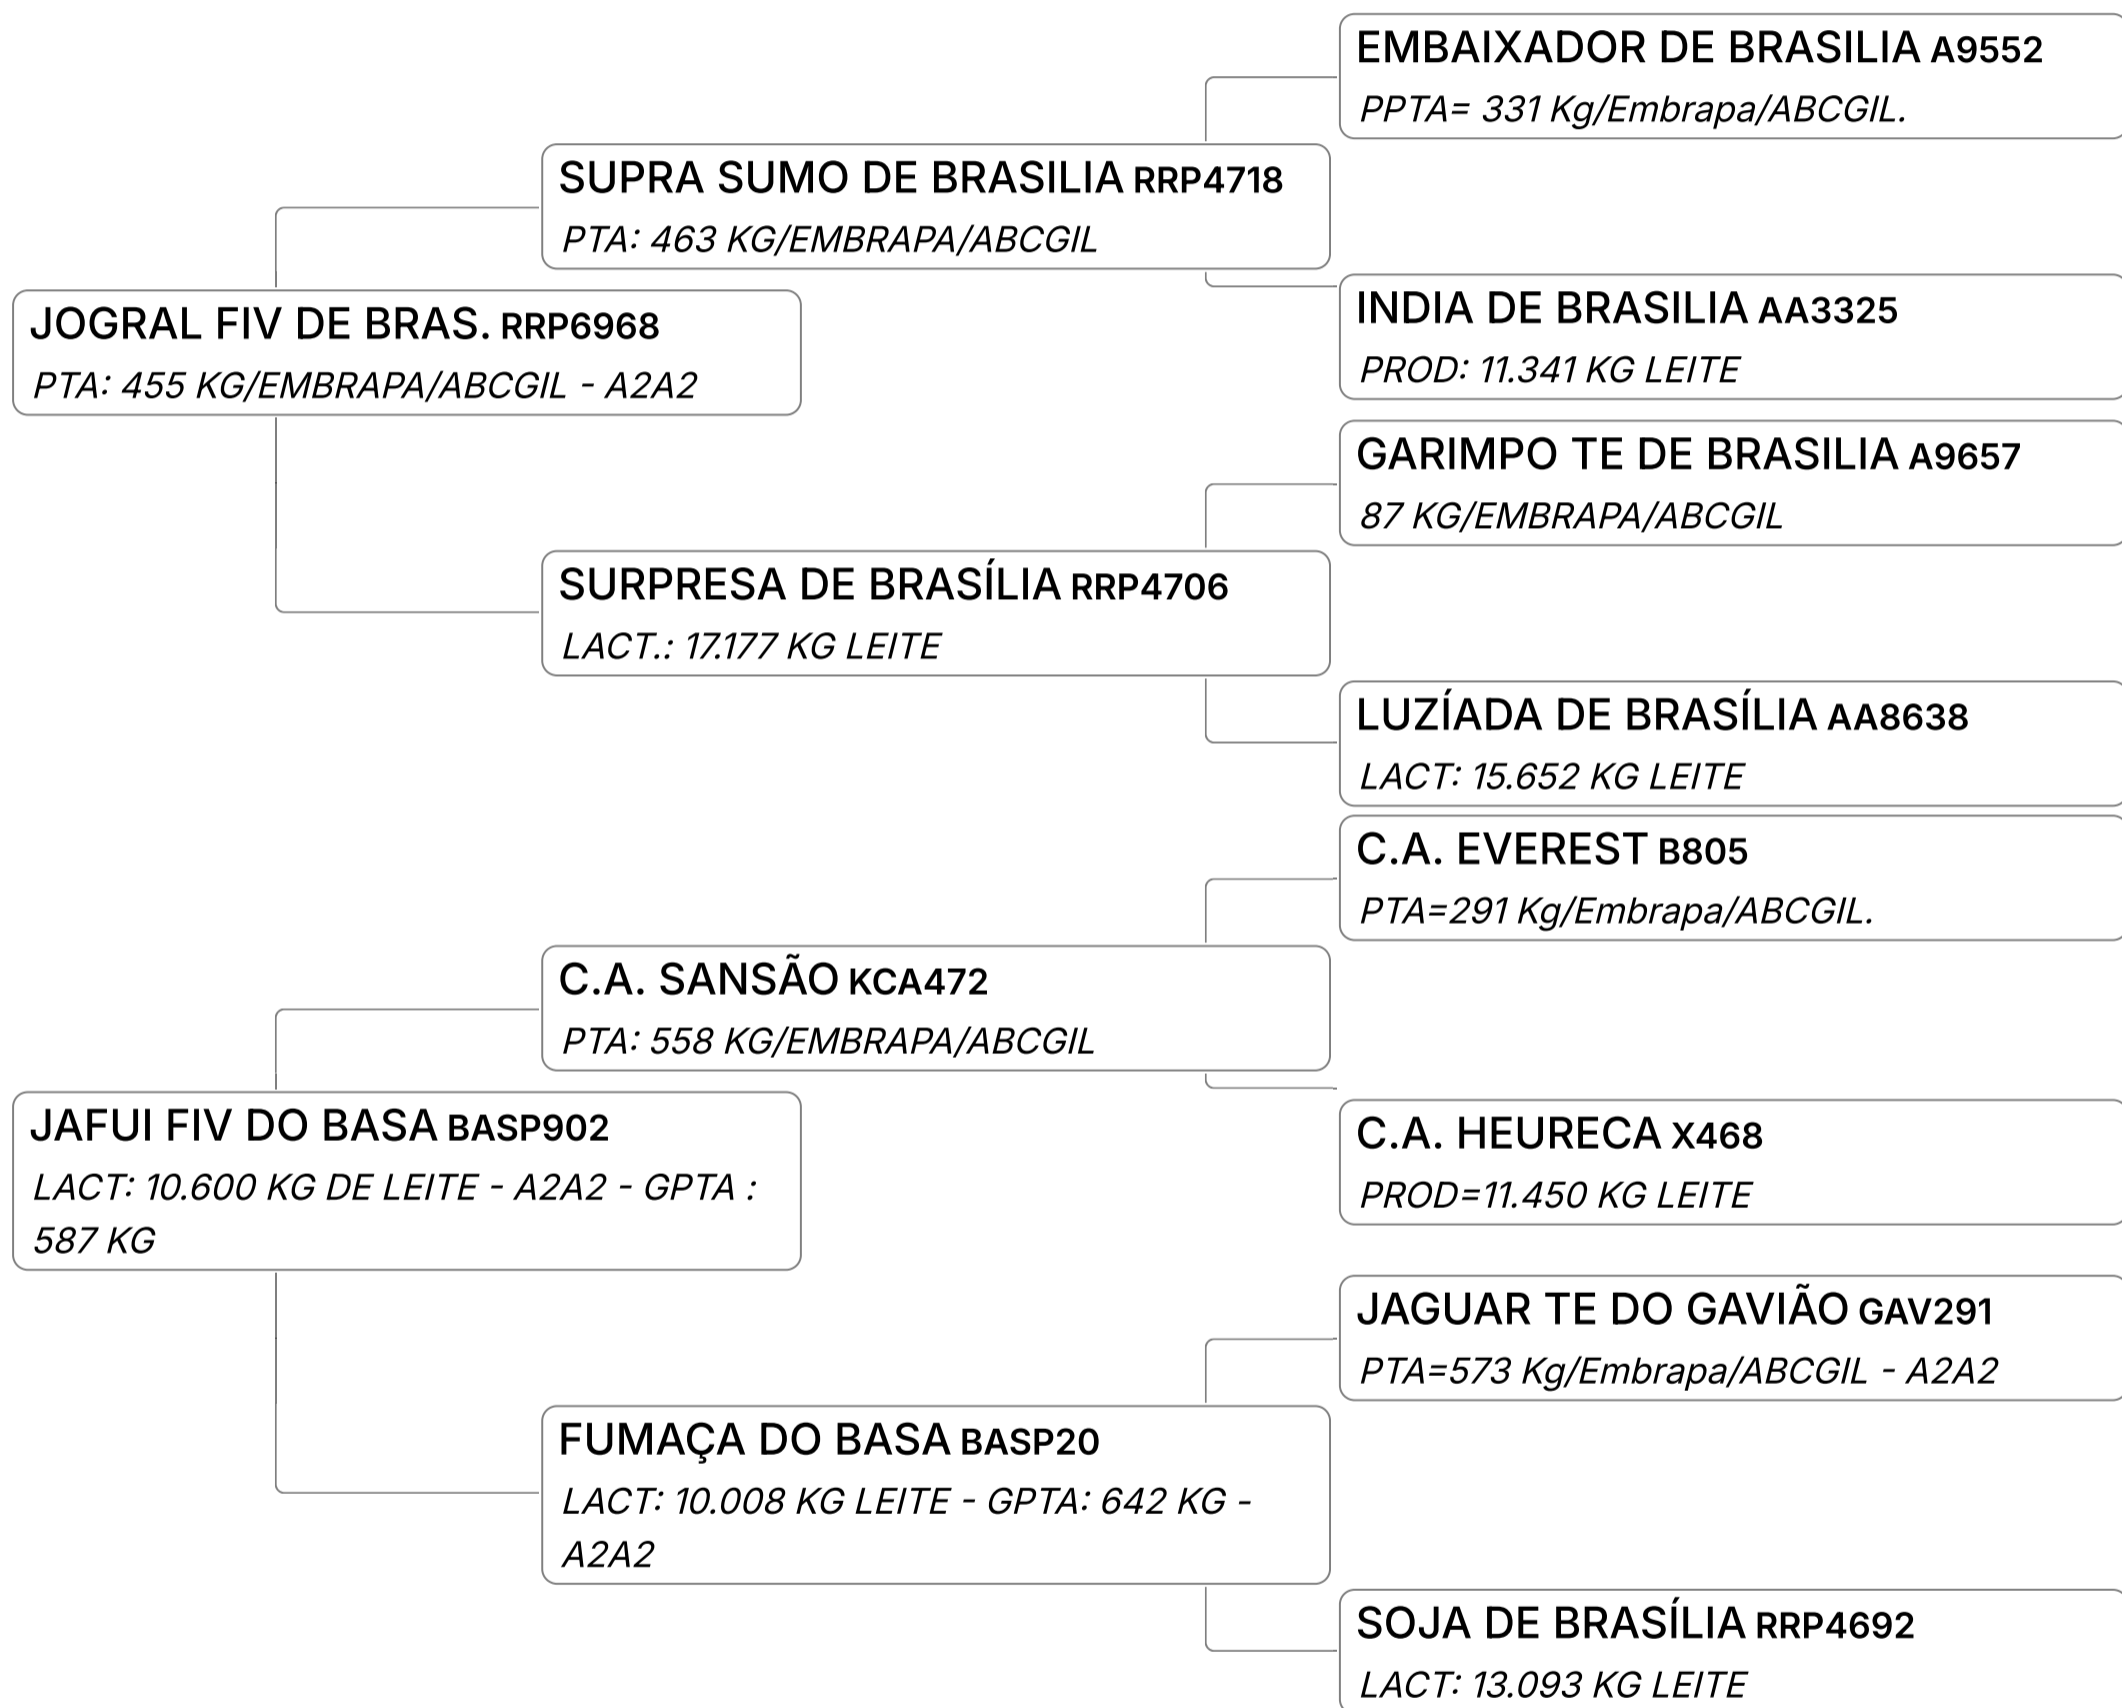 EMBAIXADOR DE BRASILIA A9552
PPTA= 331 Kg/Embrapa/ABCGIL.
SUPRA SUMO DE BRASILIA RRP4718
PTA: 463 KG/EMBRAPA/ABCGIL
INDIA DE BRASILIA AA3325
PROD: 11.341 KG LEITE
JOGRAL FIV DE BRAS. RRP6968
PTA: 455 KG/EMBRAPA/ABCGIL - A2A2
GARIMPO TE DE BRASILIA A9657
87 KG/EMBRAPA/ABCGIL
SURPRESA DE BRASÍLIA RRP4706
LACT.: 17.177 KG LEITE
LUZÍADA DE BRASÍLIA AA8638
LACT: 15.652 KG LEITE
C.A. EVEREST B805
PTA=291 Kg/Embrapa/ABCGIL.
C.A. SANSÃO KCA472
PTA: 558 KG/EMBRAPA/ABCGIL
C.A. HEURECA X468
PROD=11.450 KG LEITE
JAFUI FIV DO BASA BASP902
LACT: 10.600 KG DE LEITE - A2A2 - GPTA :
587 KG
JAGUAR TE DO GAVIÃO GAV291
PTA=573 Kg/Embrapa/ABCGIL - A2A2
FUMAÇA DO BASA BASP20
LACT: 10.008 KG LEITE - GPTA: 642 KG -
A2A2
SOJA DE BRASÍLIA RRP4692
LACT: 13.093 KG LEITE